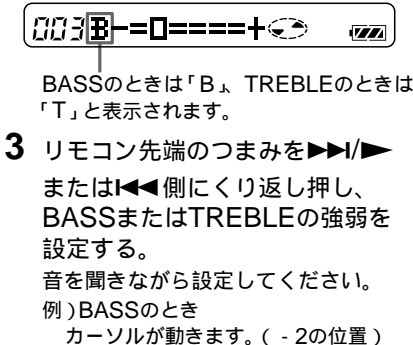 003B-=▯====+
BASSのときは「B」、TREBLEのときは
「T」と表示されます。
3 リモコン先端のつまみを▶▶I/▶
またはI◀◀側にくり返し押し、
BASSまたはTREBLEの強弱を
設定する。
音を聞きながら設定してください。
例）BASSのとき
カーソルが動きます。（ - 2の位置）